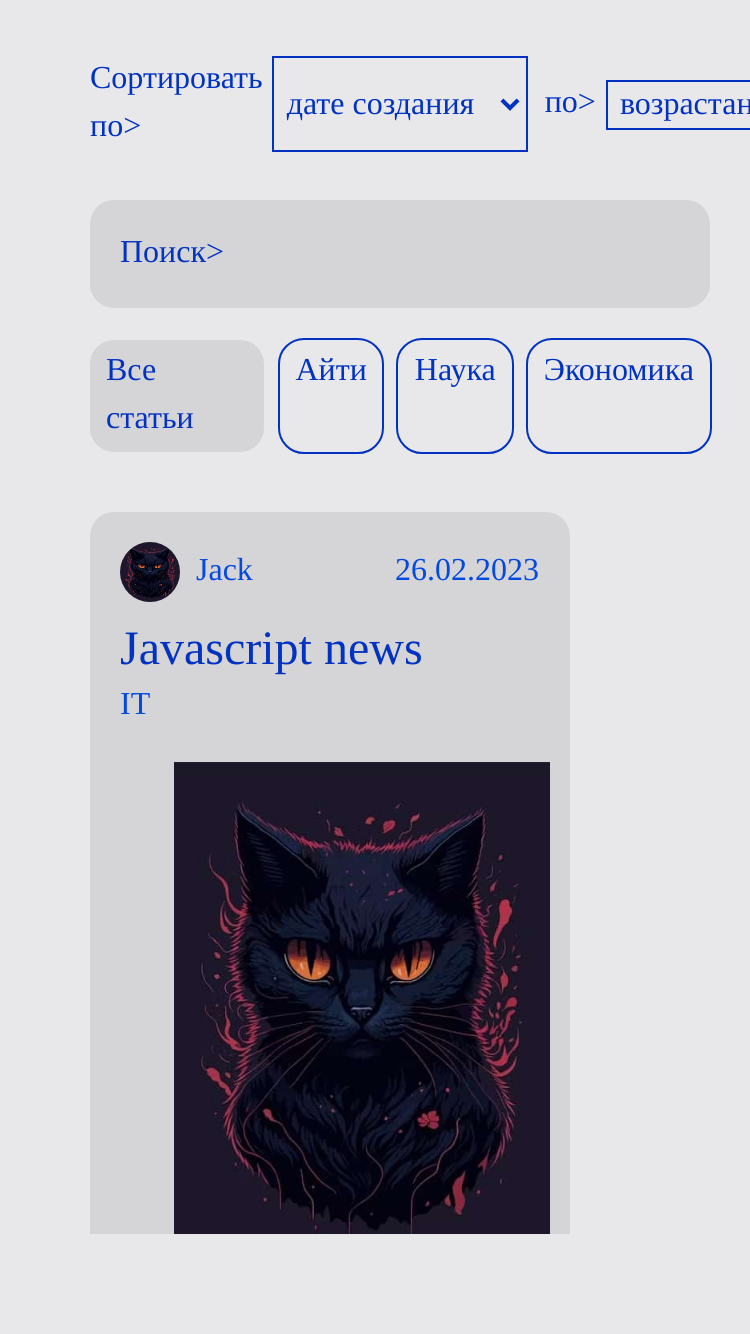 Сортировать
по>
дате создания
по>
возрастан
Поиск>
Все
статьи
Айти
Наука
Экономика
Jack
26.02.2023
Javascript news
IT